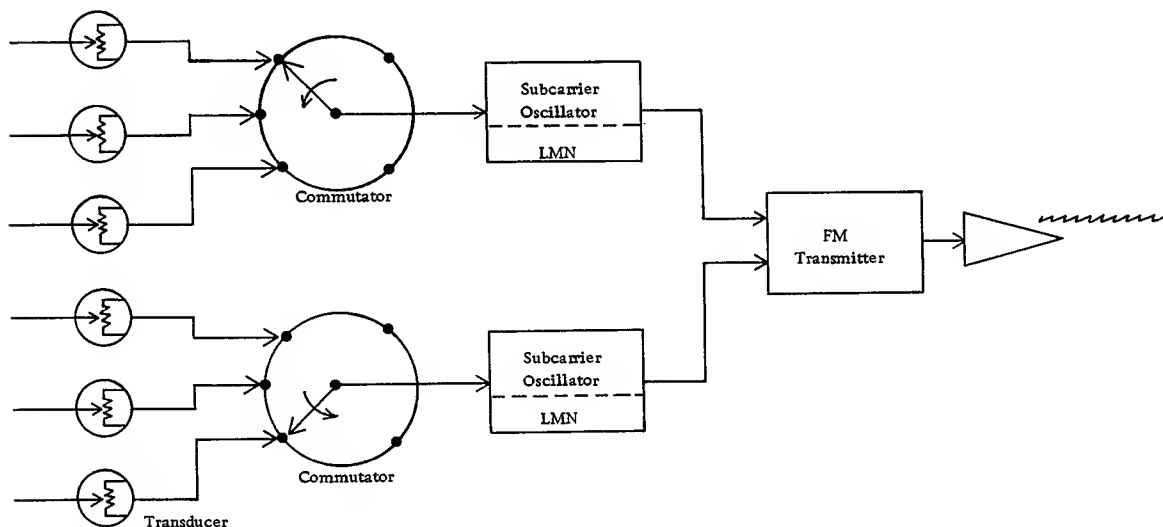 Subcarrier
Oscillator
LMN
Commutator
FM
Transmitter
Subcarrier
Oscillator
LMN
Commutator
Transducer